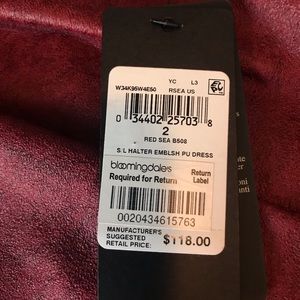 YC L3
W34K95W4E50 RSEA US
0 34402 25703 8
2
RED SEA B508
S L HALTER EMBLSH PU DRESS
bloomingdale's
Required for Return
Return
Label
0020434615763
MANUFACTURER'S
SUGGESTED
RETAIL PRICE: $118.00